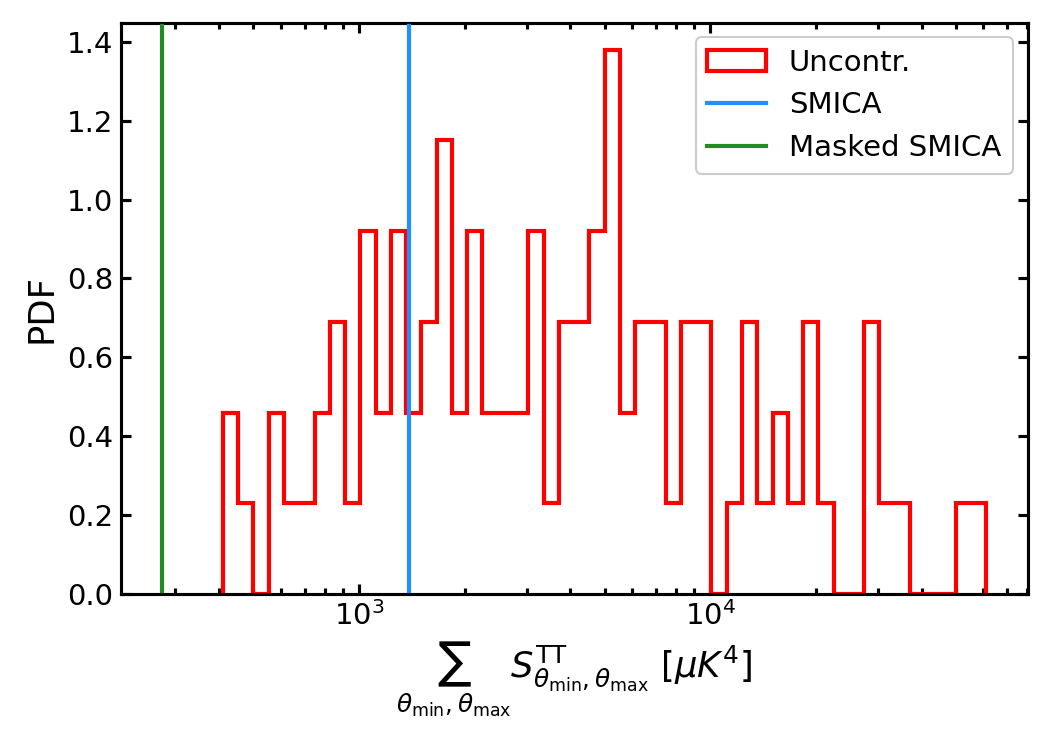 1.4
1.2
1.0
0.8
0.6
0.4
0.2
0.0
PDF
Uncontr.
SMICA
Masked SMICA
10³ 10⁴
∑ S^TT_θmin, θmax [μK⁴]
θmin, θmax